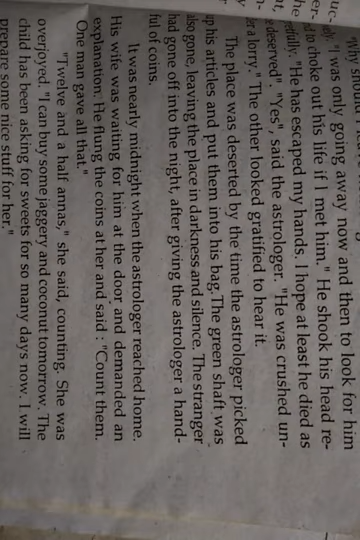 "Why should
"I was only going away now and then to look for him
to choke out his life if I met him." He shook his head re-
gretfully. "He has escaped my hands. I hope at least he died as
he deserved". "Yes", said the astrologer. "He was crushed un-
der a lorry." The other looked gratified to hear it.
The place was deserted by the time the astrologer picked
up his articles and put them into his bag. The green shaft was
also gone, leaving the place in darkness and silence. The stranger
had gone off into the night, after giving the astrologer a hand-
ful of coins.
It was nearly midnight when the astrologer reached home.
His wife was waiting for him at the door and demanded an
explanation. He flung the coins at her and said : "Count them.
One man gave all that."
"Twelve and a half annas," she said, counting. She was
overjoyed. "I can buy some jaggery and coconut tomorrow. The
child has been asking for sweets for so many days now. I will
prepare some nice stuff for her."